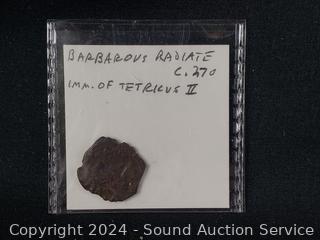 BARBAROUS RADIATE
C. 270
IMM. OF TETRICUS II
Copyright 2024 - Sound Auction Service